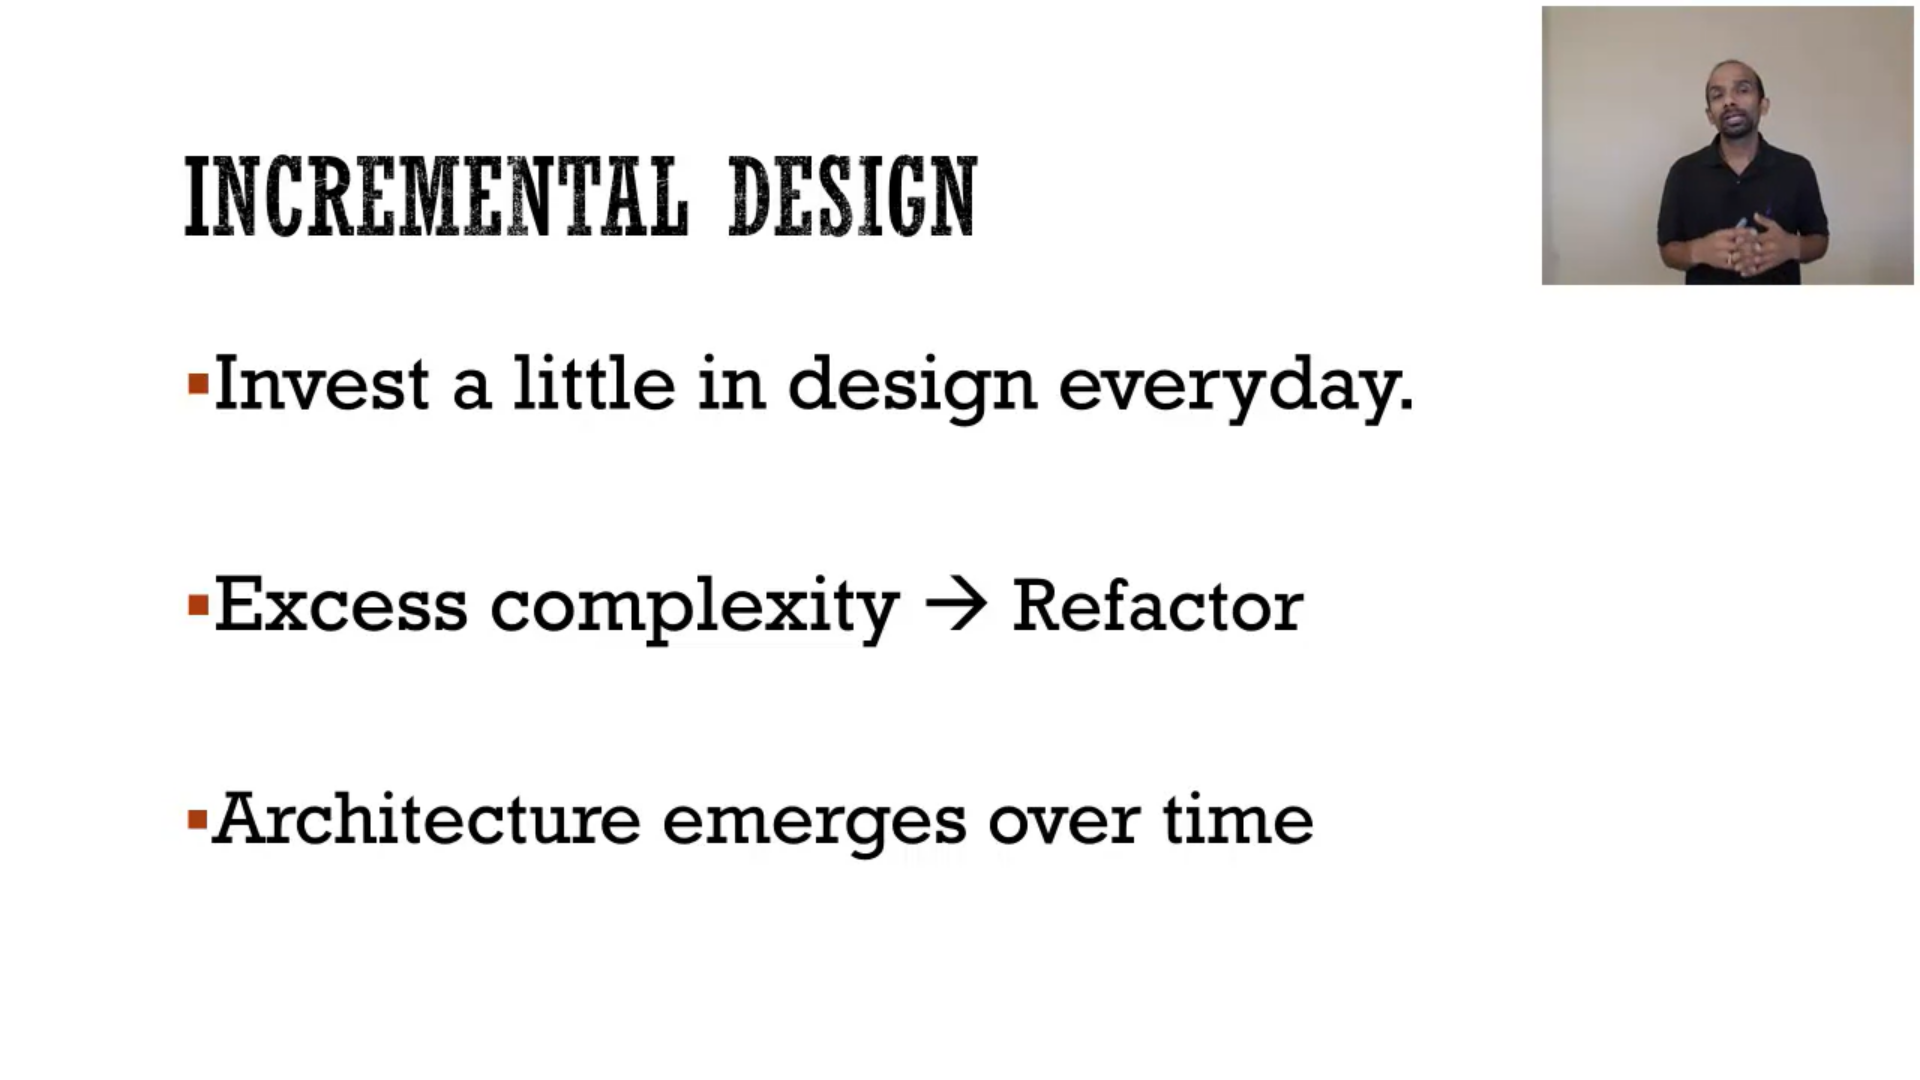 INCREMENTAL DESIGN
▪Invest a little in design everyday.
▪Excess complexity → Refactor
▪Architecture emerges over time